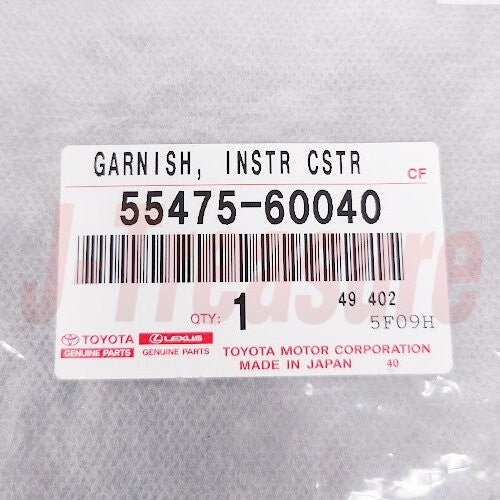 GARNISH, INSTR CSTR
CF
55475-60040
QTY: 1
49 402
5F09H
TOYOTA
GENUINE PARTS
LEXUS
GENUINE PARTS
TOYOTA MOTOR CORPORATION
MADE IN JAPAN 40
J-Treasure